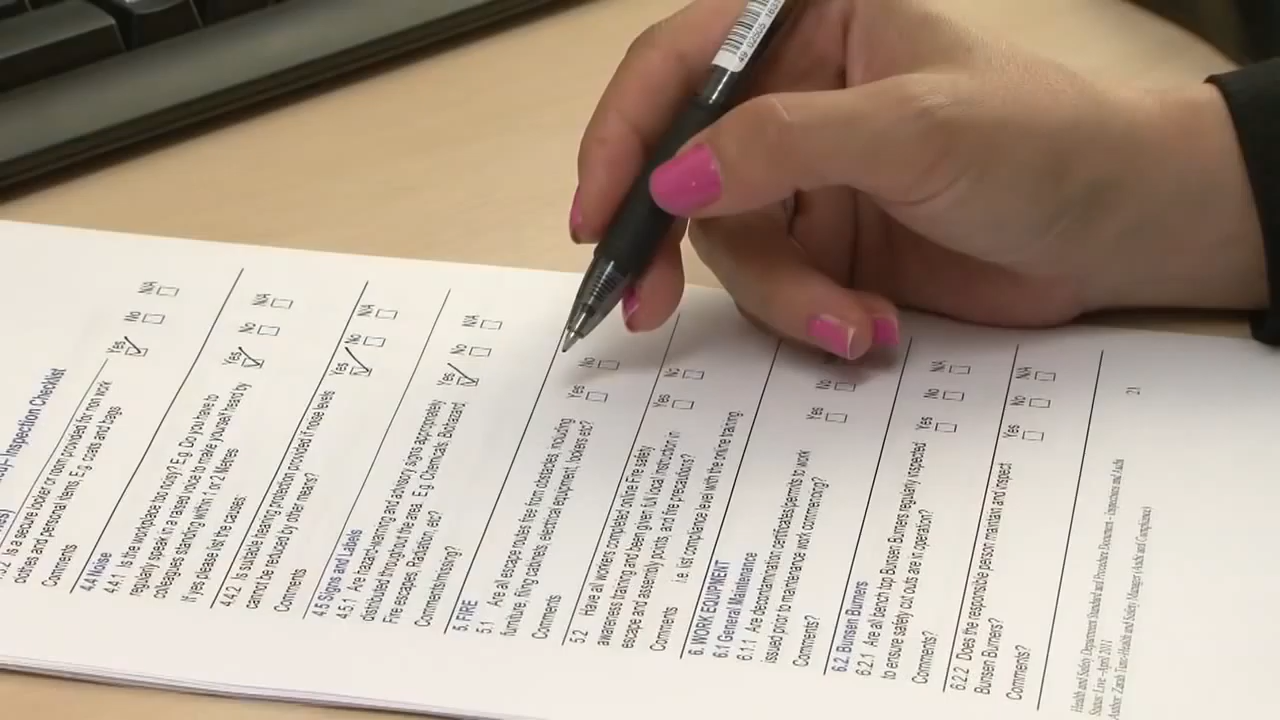 Inspection Checklist
Is a secure locker or room provided for non work
clothes and personal items. E.g. coats and bags
Yes No N/A
Comments
4.4 Noise
4.4.1 Is the workplace too noisy? E.g. Do you have to
regularly speak in a raised voice to make yourself heard by
colleagues standing within 1 or 2 Metres
Yes No N/A
If yes please list the causes:
4.4.2 Is suitable hearing protection provided if noise levels
cannot be reduced by other means?
Yes No N/A
Comments
4.5 Signs and Labels
4.5.1 Are hazard warning and advisory signs appropriately
distributed throughout the area. E.g. Chemicals, Biohazard,
Fire escapes, Radiation, etc?
Yes No N/A
Comments/missing?
5. FIRE
5.1 Are all escape routes free from obstacles, including
furniture, filing cabinets, electrical equipment, lockers etc?
Yes No
Comments
5.2 Have all workers completed online Fire safety
awareness training and been given full local instruction in
escape and assembly points, and fire precautions?
Yes No
Comments i.e. list compliance level with the online training.
6. WORK EQUIPMENT
6.1 General Maintenance
6.1.1 Are decontamination certificates/permits to work
issued prior to maintenance work commencing?
Yes No
Comments?
6.2. Bunsen Burners
6.2.1 Are all bench top Bunsen Burners regularly inspected
to ensure safety cut outs are in operation?
Yes No N/A
Comments?
6.2.2 Does the responsible person maintain and inspect
Bunsen Burners?
Yes No N/A
Comments?
Health and Safety Department Standard and Procedures Document - Inspections and Audit
Status: Live -April 2011
Health and Safety Manager (Audit and Compliance)
21